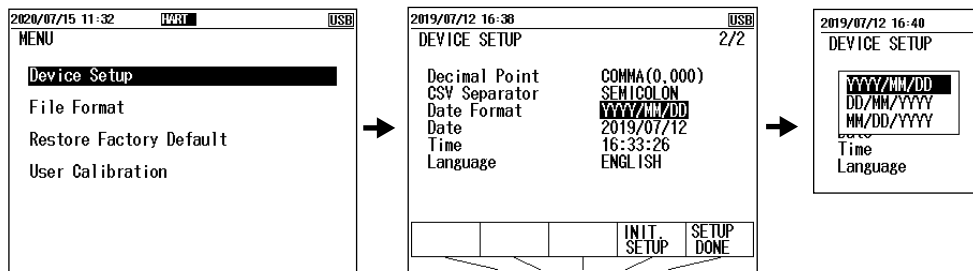 2020/07/15 11:32 HART USB
MENU
Device Setup
File Format
Restore Factory Default
User Calibration
2019/07/12 16:38 USB
DEVICE SETUP 2/2
Decimal Point COMMA(0,000)
CSV Separator SEMICOLON
Date Format YYYY/MM/DD
Date 2019/07/12
Time 16:33:26
Language ENGLISH
INIT. SETUP
SETUP DONE
2019/07/12 16:40
DEVICE SETUP
YYYY/MM/DD
DD/MM/YYYY
MM/DD/YYYY
Date
Time
Language